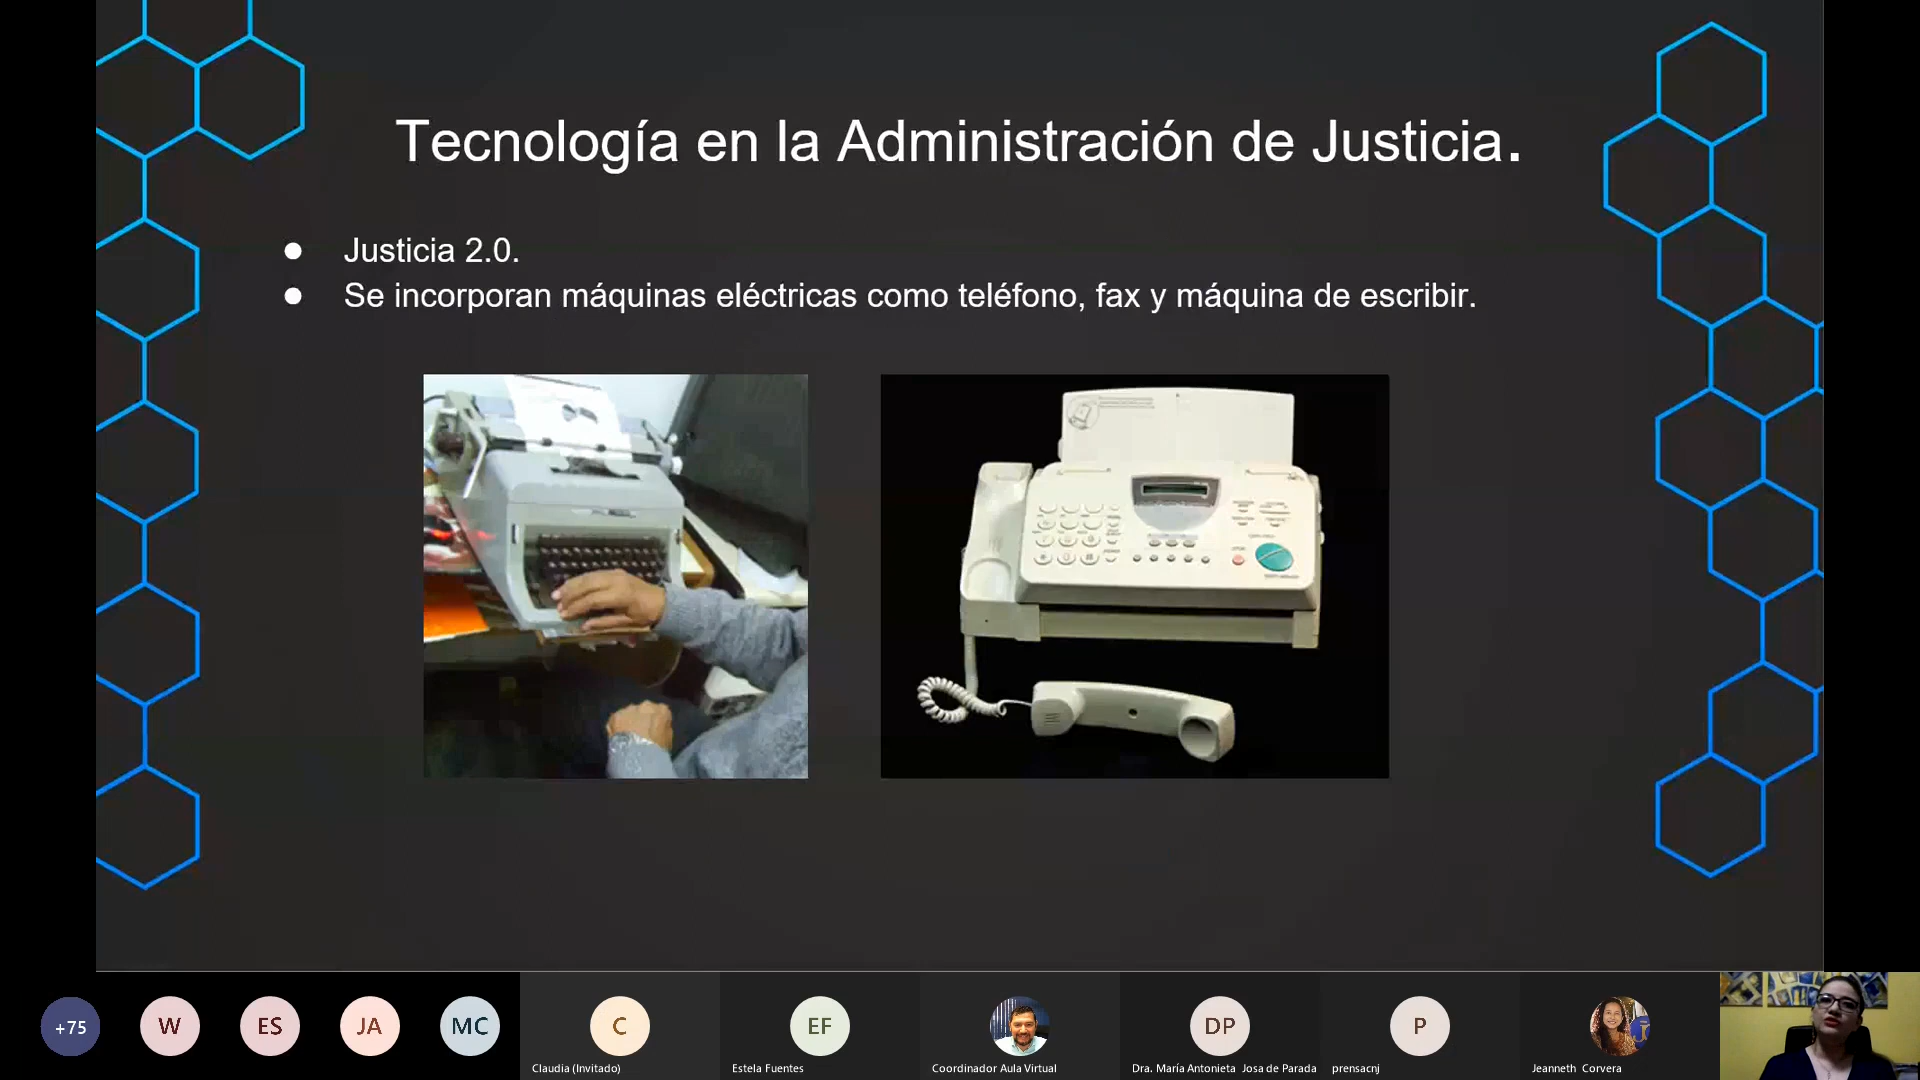 Tecnología en la Administración de Justicia.
● Justicia 2.0.
● Se incorporan máquinas eléctricas como teléfono, fax y máquina de escribir.
+75
W
ES
JA
MC
C
EF
DP
P
Claudia (Invitado)
Estela Fuentes
Coordinador Aula Virtual
Dra. María Antonieta Josa de Parada
prensacnj
Jeanneth Corvera